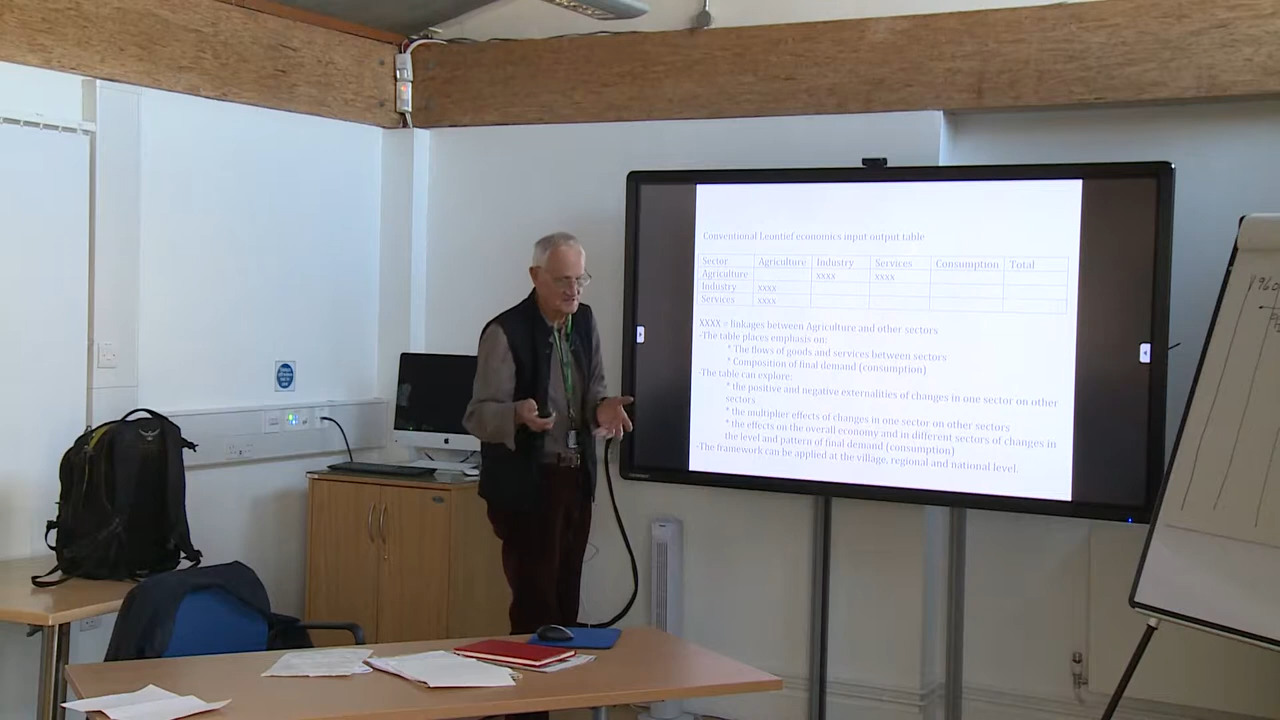 Conventional Leontief economics input output table
Sector Agriculture Industry Services Consumption Total
Agriculture xxxx xxxx
Industry xxxx
Services xxxx
XXXX = linkages between Agriculture and other sectors
-The table places emphasis on:
* The flows of goods and services between sectors
* Composition of final demand (consumption)
-The table can explore:
* the positive and negative externalities of changes in one sector on other
sectors
* the multiplier effects of changes in one sector on other sectors
* the effects on the overall economy and in different sectors of changes in
the level and pattern of final demand (consumption)
-The framework can be applied at the village, regional and national level.